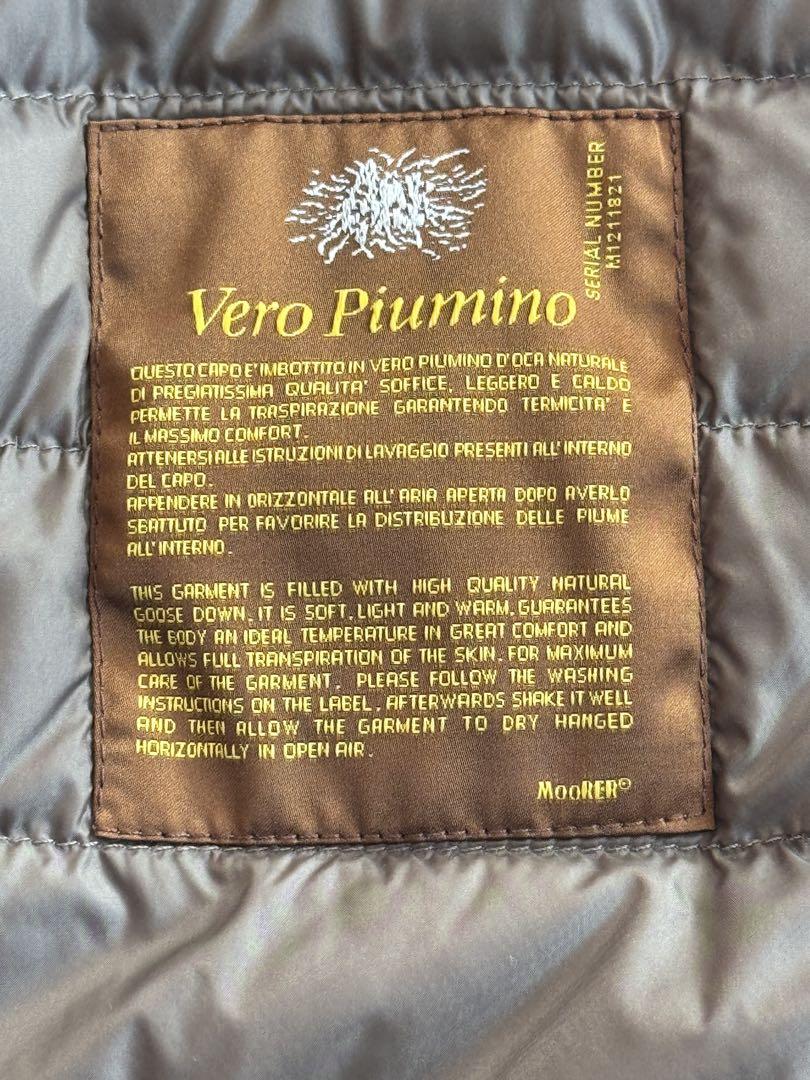 SERIAL NUMBER
M1211821
Vero Piumino
QUESTO CAPO E' IMBOTTITO IN VERO PIUMINO D'OCA NATURALE
DI PREGIATISSIMA QUALITA' SOFFICE, LEGGERO E CALDO
PERMETTE LA TRASPIRAZIONE GARANTENDO TERMICITA' E
IL MASSIMO COMFORT.
ATTENERSI ALLE ISTRUZIONI DI LAVAGGIO PRESENTI ALL'INTERNO
DEL CAPO.
APPENDERE IN ORIZZONTALE ALL'ARIA APERTA DOPO AVERLO
SBATTUTO PER FAVORIRE LA DISTRIBUZIONE DELLE PIUME
ALL'INTERNO.
THIS GARMENT IS FILLED WITH HIGH QUALITY NATURAL
GOOSE DOWN. IT IS SOFT, LIGHT AND WARM. GUARANTEES
THE BODY AN IDEAL TEMPERATURE IN GREAT COMFORT AND
ALLOWS FULL TRANSPIRATION OF THE SKIN. FOR MAXIMUM
CARE OF THE GARMENT, PLEASE FOLLOW THE WASHING
INSTRUCTIONS ON THE LABEL, AFTERWARDS SHAKE IT WELL
AND THEN ALLOW THE GARMENT TO DRY HANGED
HORIZONTALLY IN OPEN AIR.
MooRER©